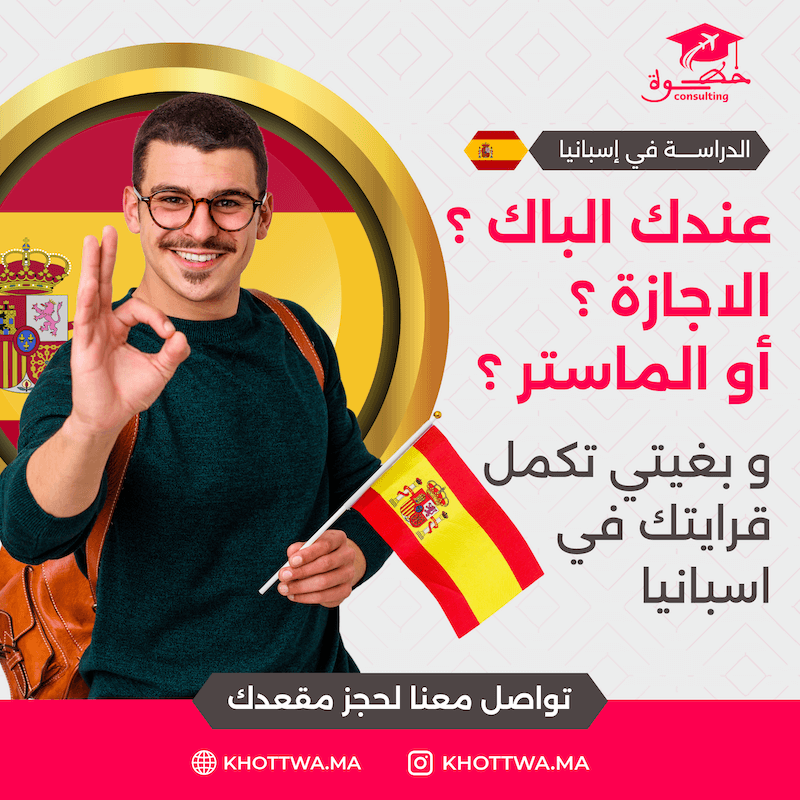 خطوة
consulting
الدراســـة في إسبانيا
عندك الباك ؟
الاجازة ؟
أو الماستر ؟
و بغيتي تكمل
قرايتك في
اسبانيا
تواصل معنا لحجز مقعدك
KHOTTWA.MA
KHOTTWA.MA